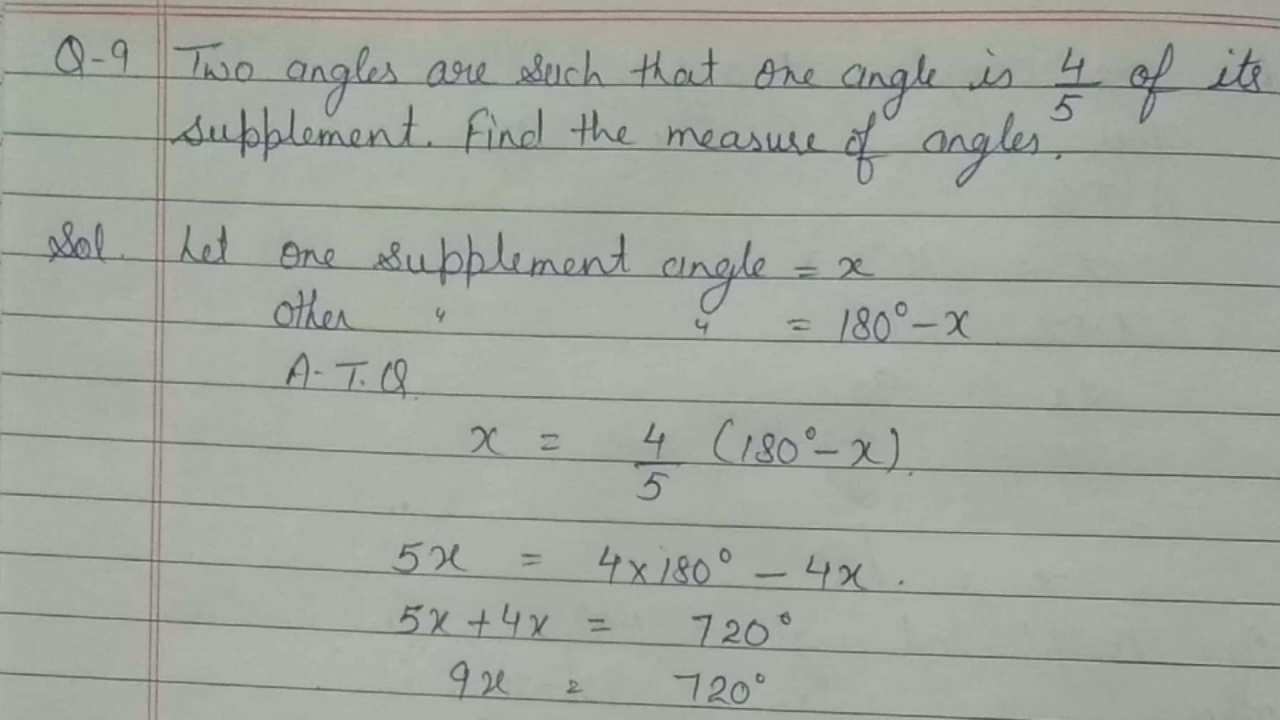 Q-9 Two angles are such that one angle is 4/5 of its
supplement. Find the measure of angles.
Sol. Let one supplement angle = x
Other " " = 180° - x
A.T.Q.
x = 4/5 (180° - x).
5x = 4 x 180° - 4x.
5x + 4x = 720°
9x = 720°